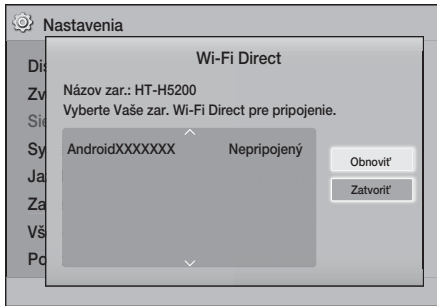 Nastavenia
Wi-Fi Direct
Názov zar.: HT-H5200
Vyberte Vaše zar. Wi-Fi Direct pre pripojenie.
AndroidXXXXXXX Nepripojený
Obnoviť
Zatvoriť
Di
Zv
Sie
Sy
Ja
Za
Vš
Po